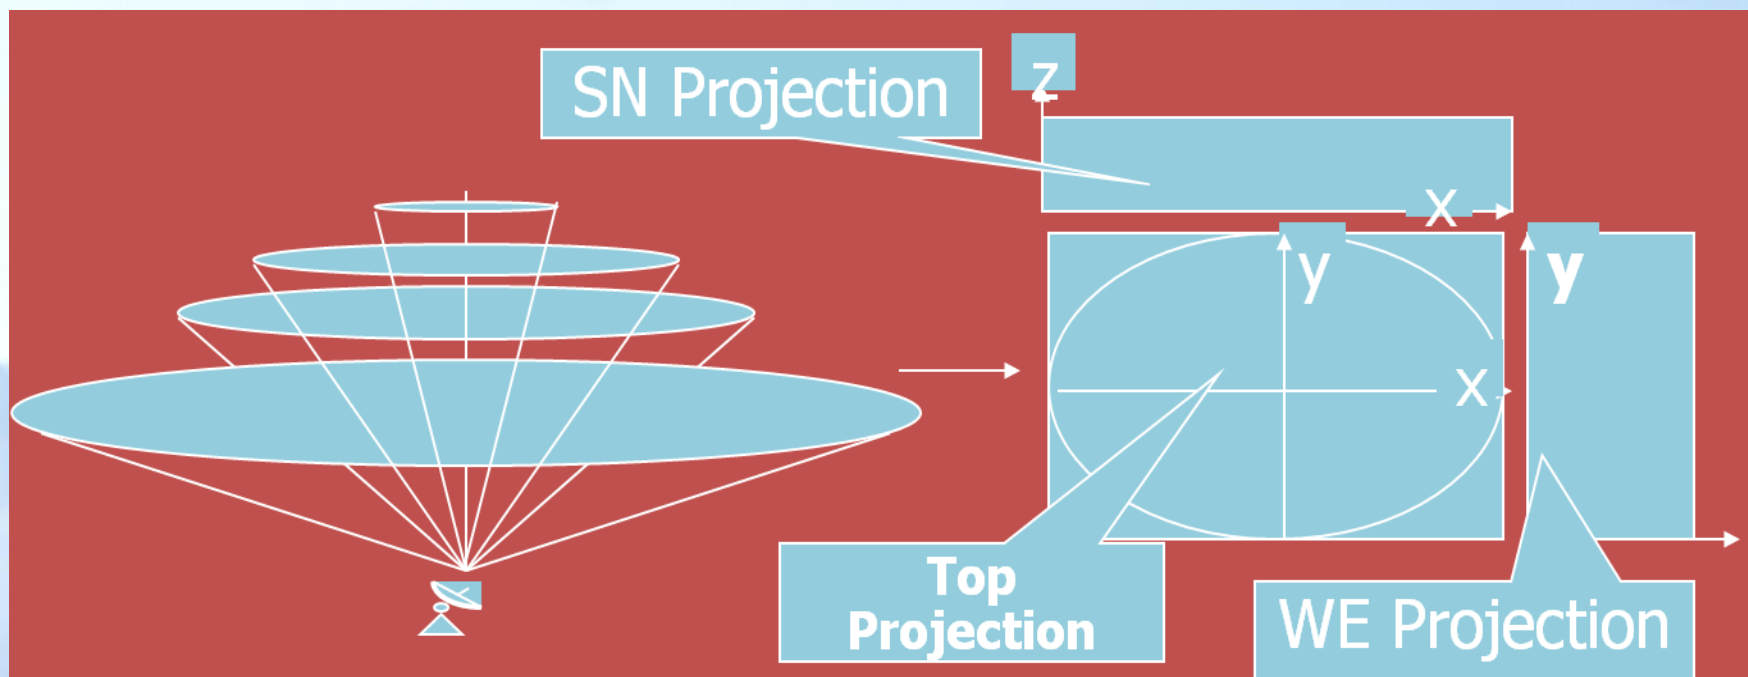 SN Projection
z
x
y
y
x
Top
Projection
WE Projection